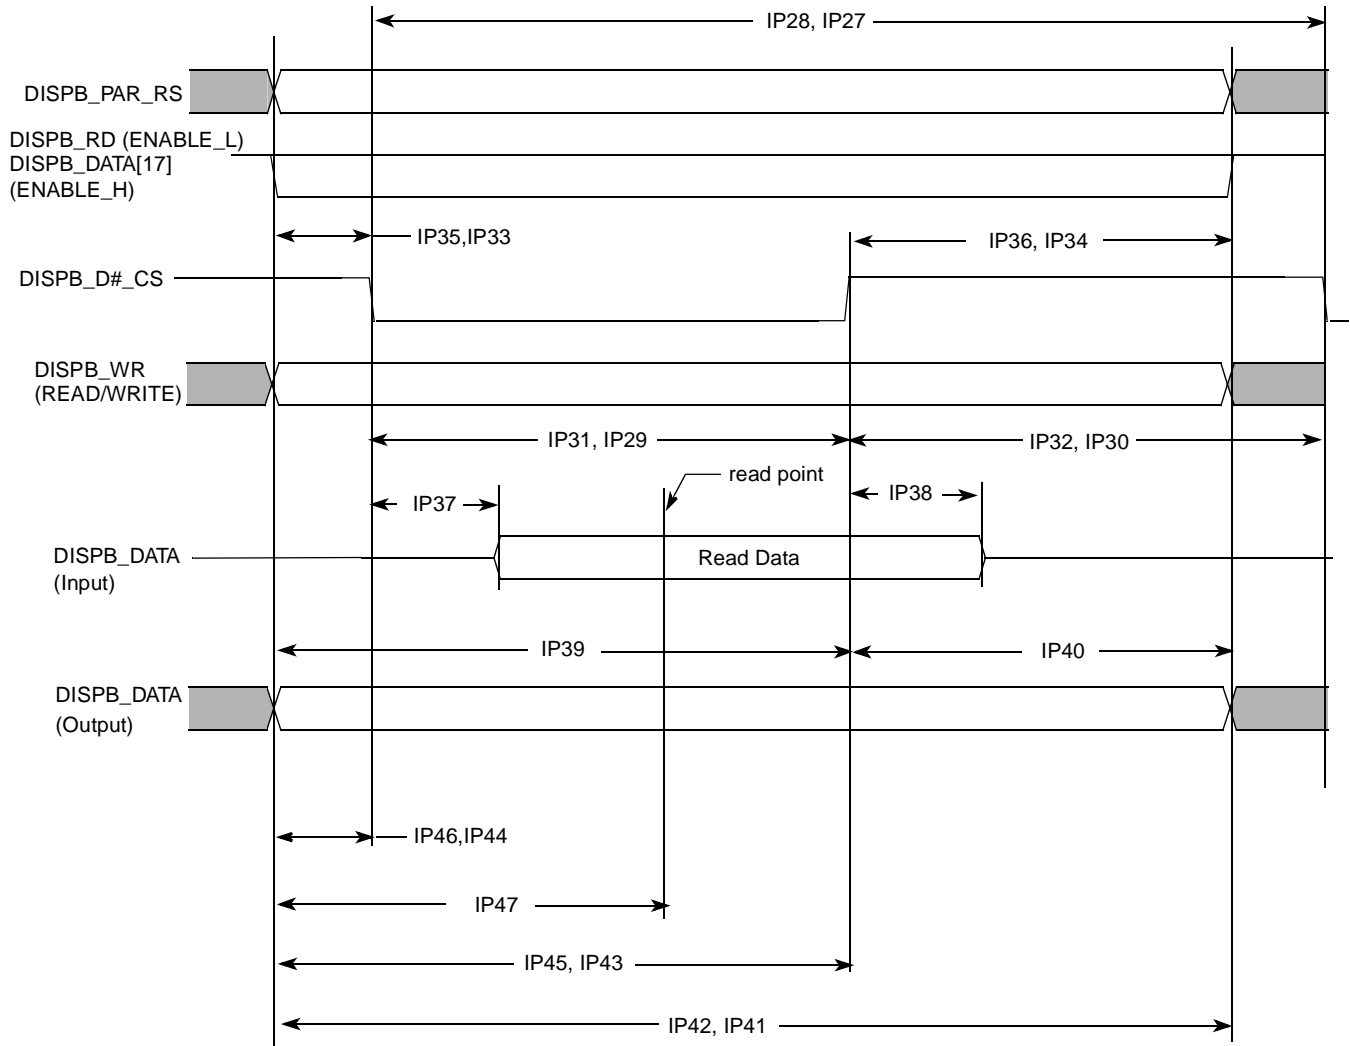 IP28, IP27
DISPB_PAR_RS
DISPB_RD (ENABLE_L)
DISPB_DATA[17]
(ENABLE_H)
IP35,IP33
IP36, IP34
DISPB_D#_CS
DISPB_WR
(READ/WRITE)
IP31, IP29
IP32, IP30
read point
IP37
IP38
DISPB_DATA
(Input)
Read Data
IP39
IP40
DISPB_DATA
(Output)
IP46,IP44
IP47
IP45, IP43
IP42, IP41